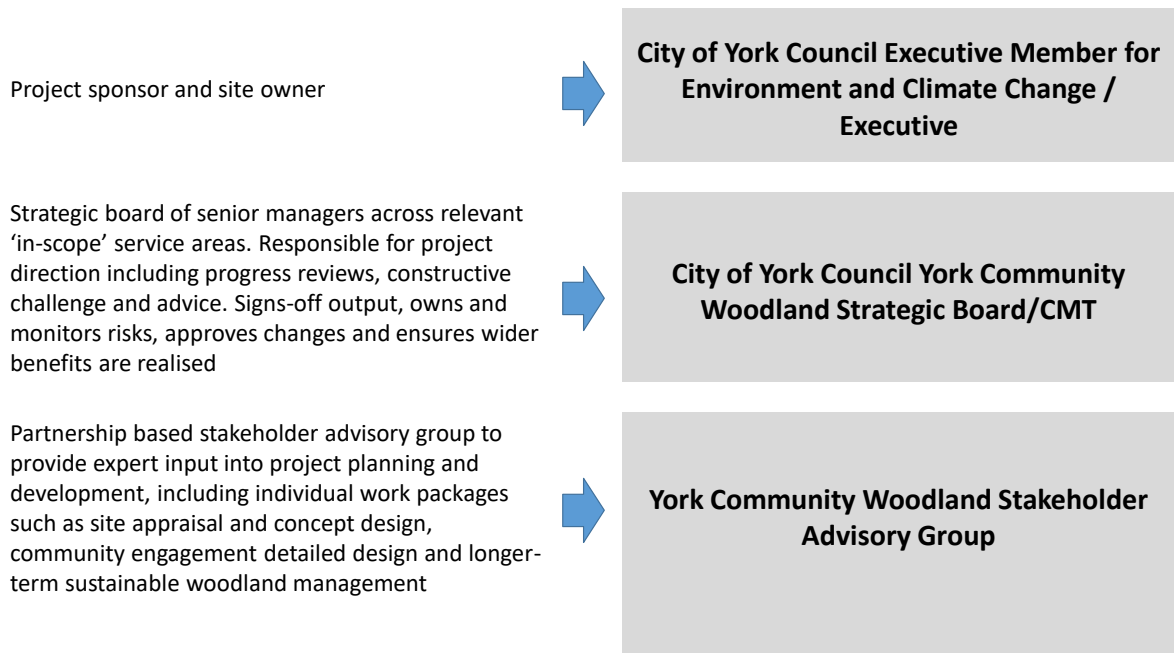 Project sponsor and site owner
City of York Council Executive Member for
Environment and Climate Change /
Executive
Strategic board of senior managers across relevant
‘in-scope’ service areas. Responsible for project
direction including progress reviews, constructive
challenge and advice. Signs-off output, owns and
monitors risks, approves changes and ensures wider
benefits are realised
City of York Council York Community
Woodland Strategic Board/CMT
Partnership based stakeholder advisory group to
provide expert input into project planning and
development, including individual work packages
such as site appraisal and concept design,
community engagement detailed design and longer-
term sustainable woodland management
York Community Woodland Stakeholder
Advisory Group